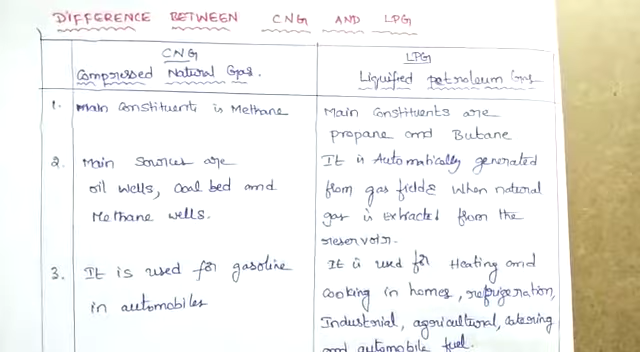 DIFFERENCE BETWEEN CNG AND LPG
CNG
Compressed Natural Gas.
LPG
Liquified Petroleum Gas
1. Main Constituent is Methane
Main Constituents are
propane and Butane
2. Main Sources are
oil wells, Coal bed and
Methane wells.
It is Automatically generated
from gas fields when natural
gas is Extracted from the
reservoir.
3. It is used for gasoline
in automobiles
It is used for Heating and
Cooking in homes, refrigeration,
Industrial, agricultural, Catering
and automobile fuel.